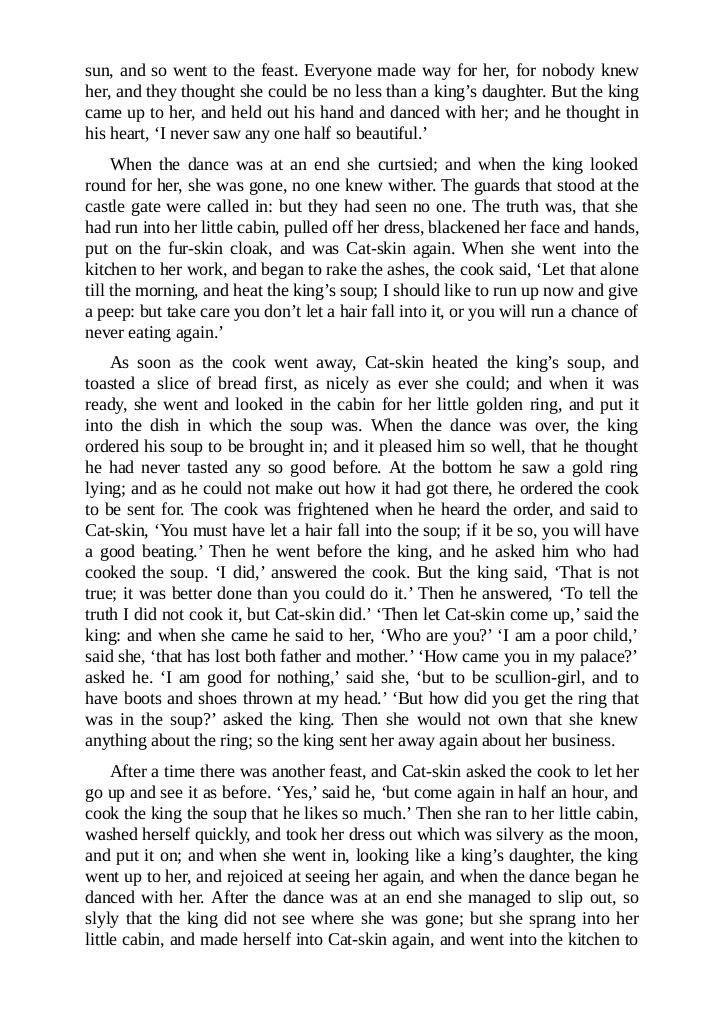 sun, and so went to the feast. Everyone made way for her, for nobody knew
her, and they thought she could be no less than a king’s daughter. But the king
came up to her, and held out his hand and danced with her; and he thought in
his heart, ‘I never saw any one half so beautiful.’
When the dance was at an end she curtsied; and when the king looked
round for her, she was gone, no one knew wither. The guards that stood at the
castle gate were called in: but they had seen no one. The truth was, that she
had run into her little cabin, pulled off her dress, blackened her face and hands,
put on the fur-skin cloak, and was Cat-skin again. When she went into the
kitchen to her work, and began to rake the ashes, the cook said, ‘Let that alone
till the morning, and heat the king’s soup; I should like to run up now and give
a peep: but take care you don’t let a hair fall into it, or you will run a chance of
never eating again.’
As soon as the cook went away, Cat-skin heated the king’s soup, and
toasted a slice of bread first, as nicely as ever she could; and when it was
ready, she went and looked in the cabin for her little golden ring, and put it
into the dish in which the soup was. When the dance was over, the king
ordered his soup to be brought in; and it pleased him so well, that he thought
he had never tasted any so good before. At the bottom he saw a gold ring
lying; and as he could not make out how it had got there, he ordered the cook
to be sent for. The cook was frightened when he heard the order, and said to
Cat-skin, ‘You must have let a hair fall into the soup; if it be so, you will have
a good beating.’ Then he went before the king, and he asked him who had
cooked the soup. ‘I did,’ answered the cook. But the king said, ‘That is not
true; it was better done than you could do it.’ Then he answered, ‘To tell the
truth I did not cook it, but Cat-skin did.’ ‘Then let Cat-skin come up,’ said the
king: and when she came he said to her, ‘Who are you?’ ‘I am a poor child,’
said she, ‘that has lost both father and mother.’ ‘How came you in my palace?’
asked he. ‘I am good for nothing,’ said she, ‘but to be scullion-girl, and to
have boots and shoes thrown at my head.’ ‘But how did you get the ring that
was in the soup?’ asked the king. Then she would not own that she knew
anything about the ring; so the king sent her away again about her business.
After a time there was another feast, and Cat-skin asked the cook to let her
go up and see it as before. ‘Yes,’ said he, ‘but come again in half an hour, and
cook the king the soup that he likes so much.’ Then she ran to her little cabin,
washed herself quickly, and took her dress out which was silvery as the moon,
and put it on; and when she went in, looking like a king’s daughter, the king
went up to her, and rejoiced at seeing her again, and when the dance began he
danced with her. After the dance was at an end she managed to slip out, so
slyly that the king did not see where she was gone; but she sprang into her
little cabin, and made herself into Cat-skin again, and went into the kitchen to